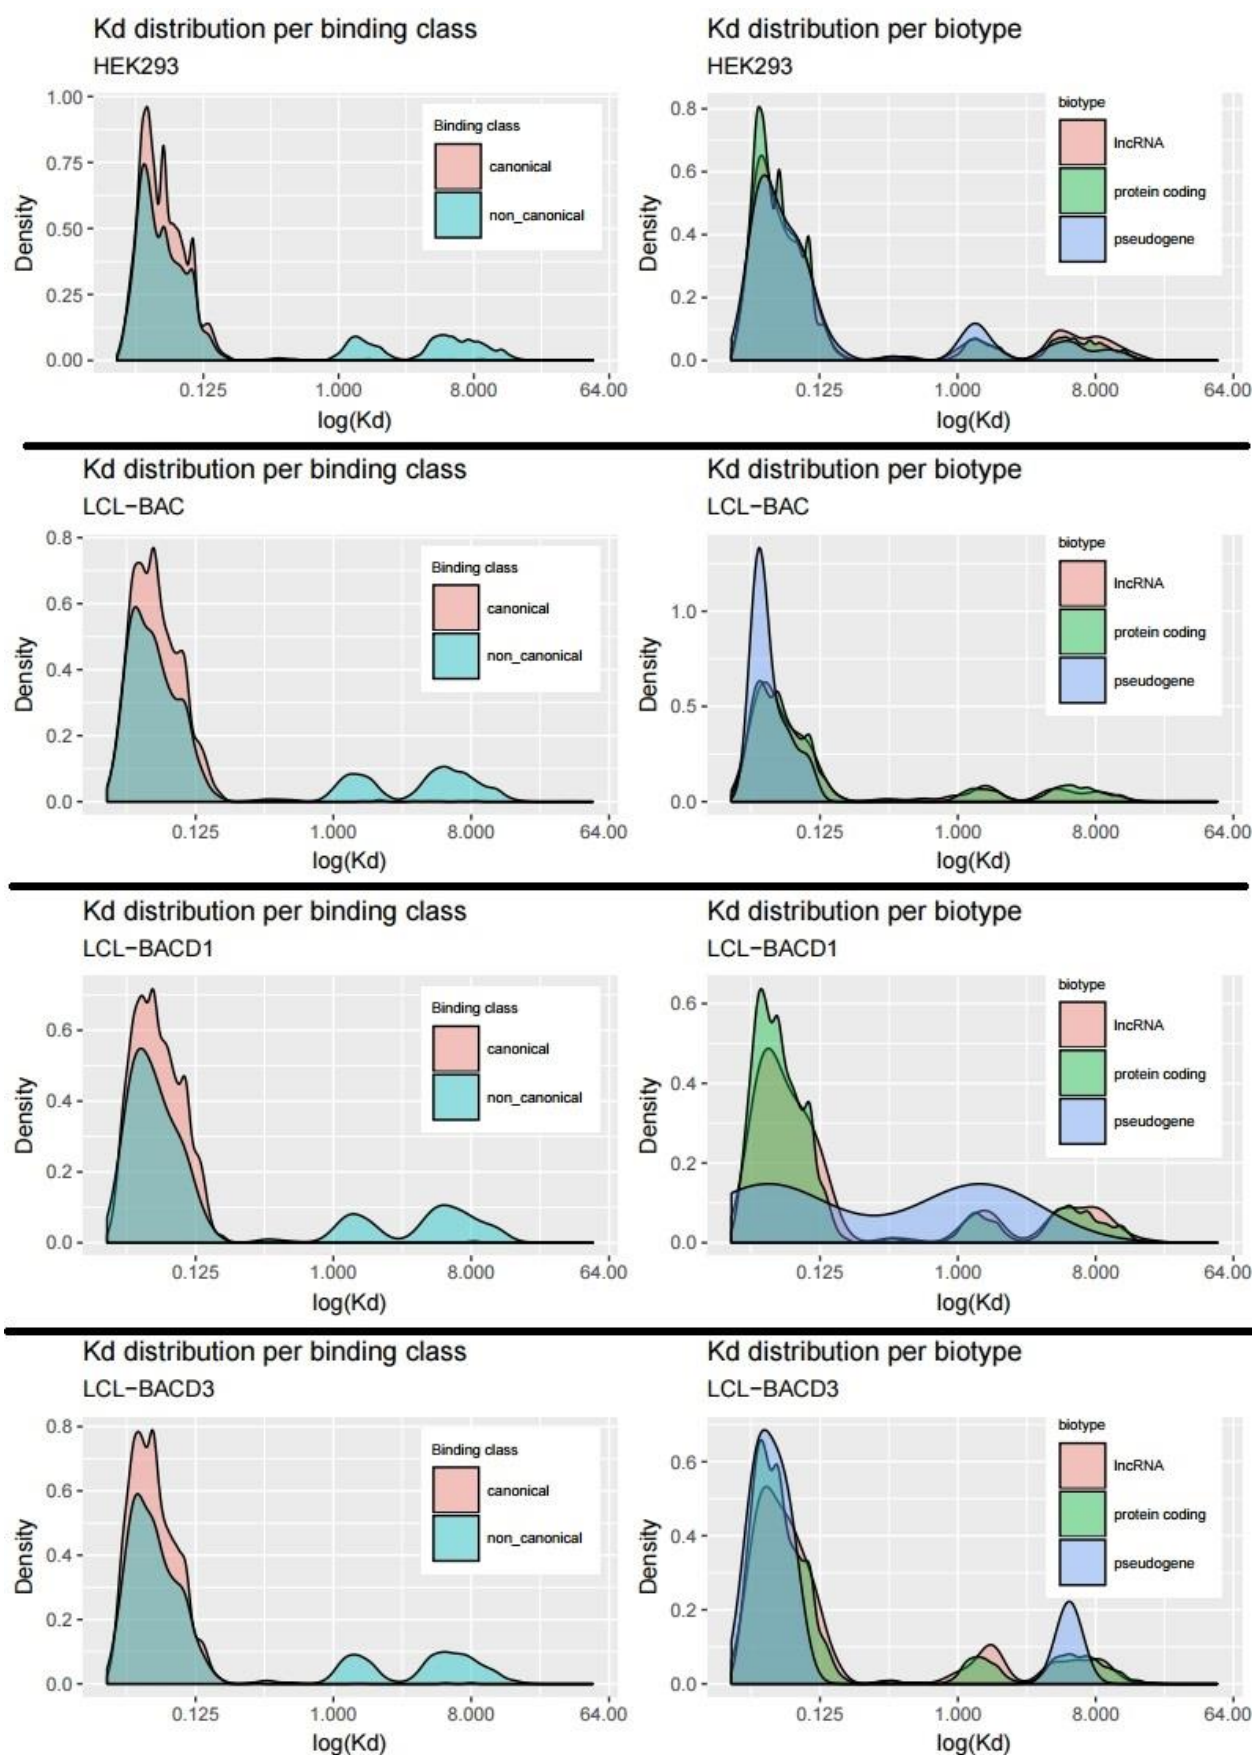 Kd distribution per binding class
HEK293
1.00
0.75
0.50
0.25
0.00
Density
Binding class
canonical
non_canonical
0.125 1.000 8.000 64.00
log(Kd)
Kd distribution per biotype
HEK293
0.8
0.6
0.4
0.2
0.0
Density
biotype
lncRNA
protein coding
pseudogene
0.125 1.000 8.000 64.00
log(Kd)
Kd distribution per binding class
LCL−BAC
0.8
0.6
0.4
0.2
0.0
Density
Binding class
canonical
non_canonical
0.125 1.000 8.000 64.00
log(Kd)
Kd distribution per biotype
LCL−BAC
1.0
0.5
0.0
Density
biotype
lncRNA
protein coding
pseudogene
0.125 1.000 8.000 64.00
log(Kd)
Kd distribution per binding class
LCL−BACD1
0.6
0.4
0.2
0.0
Density
Binding class
canonical
non_canonical
0.125 1.000 8.000 64.00
log(Kd)
Kd distribution per biotype
LCL−BACD1
0.6
0.4
0.2
0.0
Density
biotype
lncRNA
protein coding
pseudogene
0.125 1.000 8.000 64.00
log(Kd)
Kd distribution per binding class
LCL−BACD3
0.8
0.6
0.4
0.2
0.0
Density
Binding class
canonical
non_canonical
0.125 1.000 8.000 64.00
log(Kd)
Kd distribution per biotype
LCL−BACD3
0.6
0.4
0.2
0.0
Density
biotype
lncRNA
protein coding
pseudogene
0.125 1.000 8.000 64.00
log(Kd)